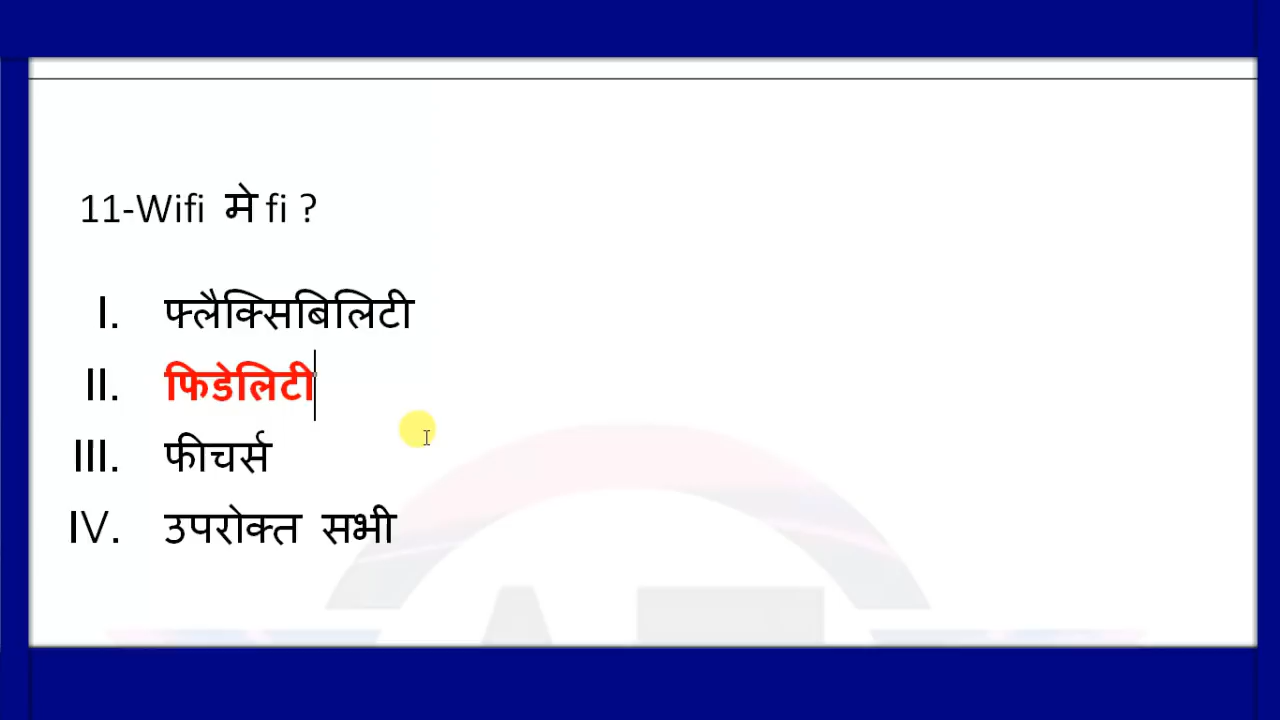 11-Wifi मे fi ?
I. फ्लैक्सिबिलिटी
II. फिडेलिटी
III. फीचर्स
IV. उपरोक्त सभी